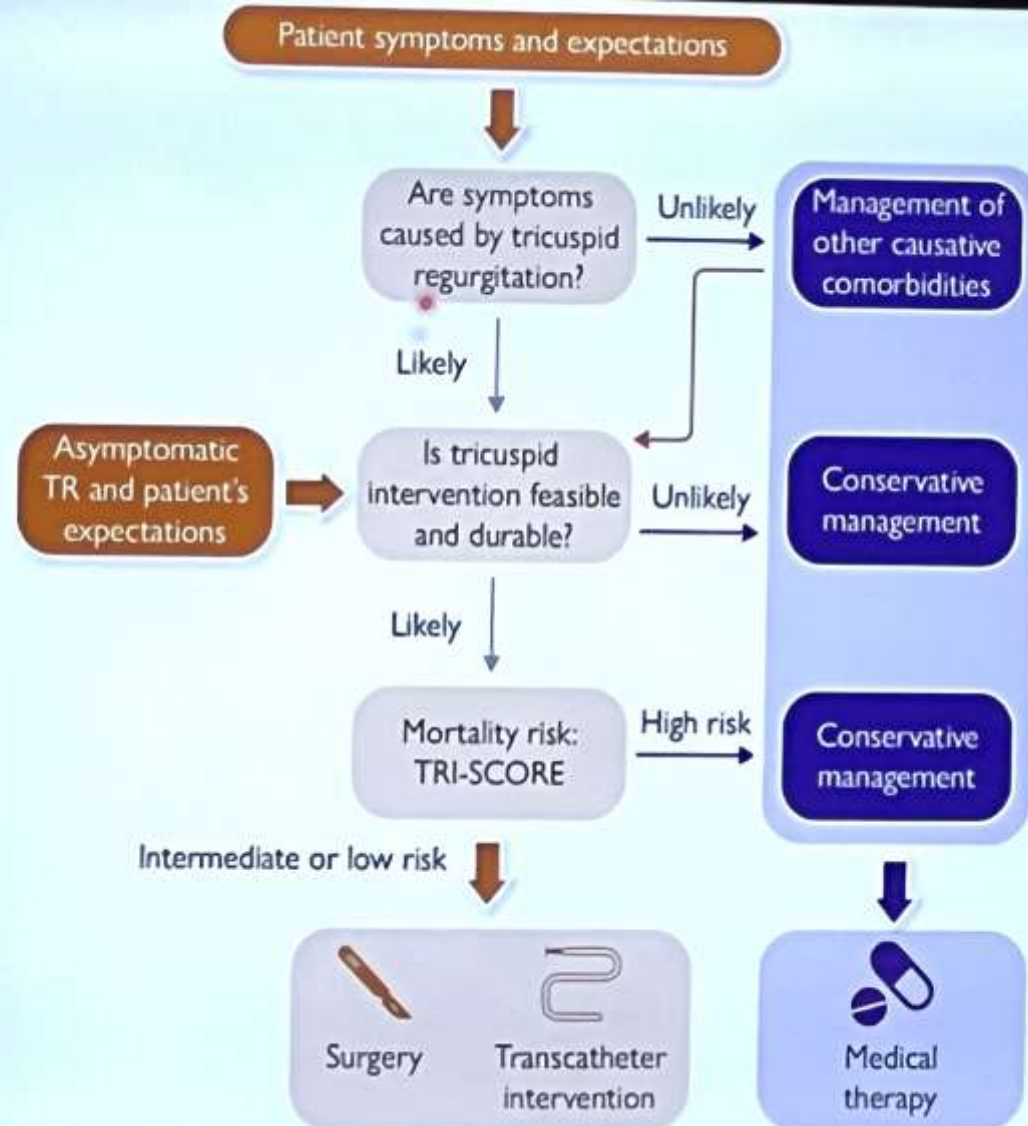 Patient symptoms and expectations
Are symptoms
caused by tricuspid
regurgitation?
Unlikely
Management of
other causative
comorbidities
Likely
Asymptomatic
TR and patient's
expectations
Is tricuspid
intervention feasible
and durable?
Unlikely
Conservative
management
Likely
Mortality risk:
TRI-SCORE
High risk
Conservative
management
Intermediate or low risk
Surgery
Transcatheter
intervention
Medical
therapy